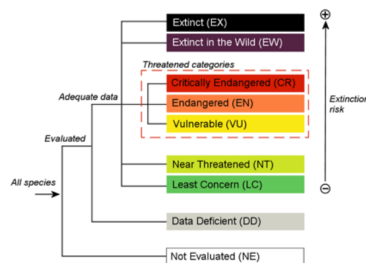 Extinct (EX)
Extinct in the Wild (EW)
Threatened categories
Critically Endangered (CR)
Adequate data
Endangered (EN)
Extinction
risk
Vulnerable (VU)
Evaluated
Near Threatened (NT)
All species
Least Concern (LC)
Data Deficient (DD)
Not Evaluated (NE)